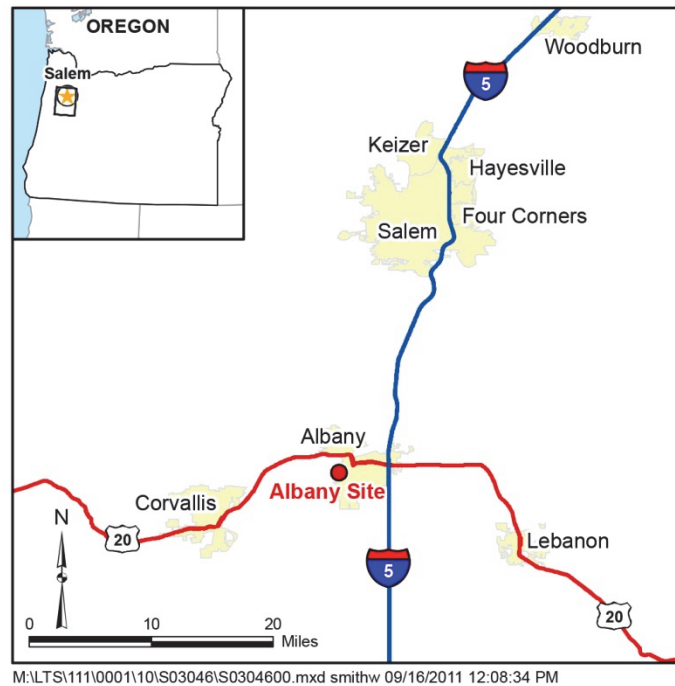 OREGON
Salem
Woodburn
5
Keizer
Hayesville
Four Corners
Salem
Albany
Albany Site
Corvallis
N
20
5
Lebanon
20
0 10 20
Miles
M:\LTS\111\0001\10\S03046\S0304600.mxd smithw 09/16/2011 12:08:34 PM